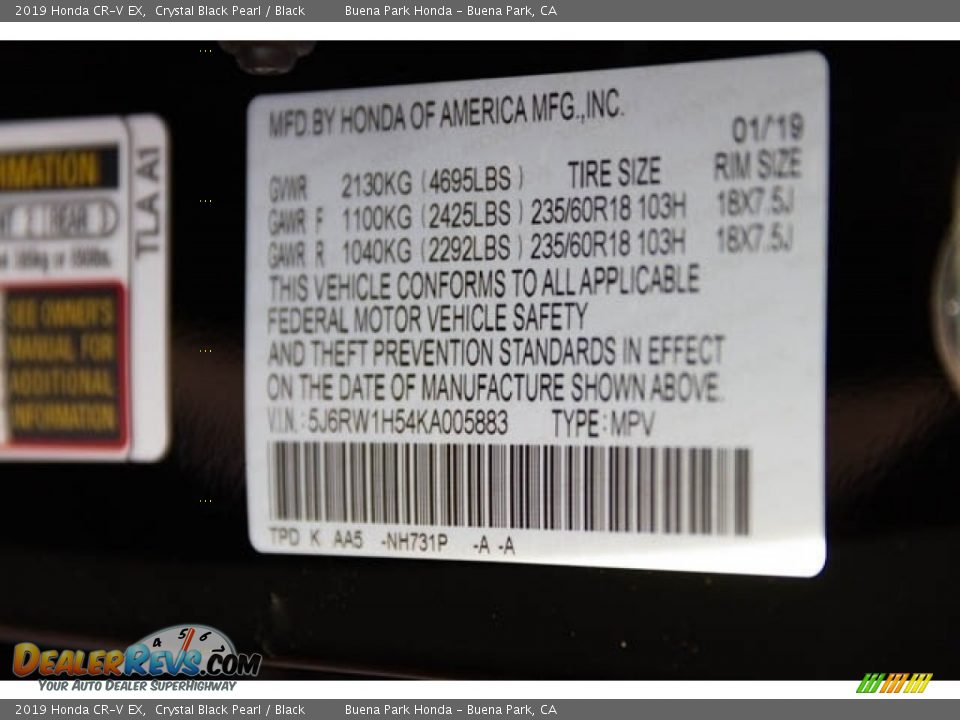 2019 Honda CR-V EX,  Crystal Black Pearl / Black          Buena Park Honda - Buena Park, CA
MFD.BY HONDA OF AMERICA MFG.,INC.
01/19
GVWR 2130KG (4695LBS) TIRE SIZE RIM SIZE
GAWR F 1100KG (2425LBS) 235/60R18 103H 18X7.5J
GAWR R 1040KG (2292LBS) 235/60R18 103H 18X7.5J
THIS VEHICLE CONFORMS TO ALL APPLICABLE
FEDERAL MOTOR VEHICLE SAFETY
AND THEFT PREVENTION STANDARDS IN EFFECT
ON THE DATE OF MANUFACTURE SHOWN ABOVE.
V.I.N.: 5J6RW1H54KA005883 TYPE:MPV
TPD K AA5 -NH731P -A -A
MATION
REAR
SEE OWNER'S
MANUAL FOR
ADDITIONAL
INFORMATION
TLA A1
4 5 6
DealerRevs.com
Your Auto Dealer SuperHighway
2019 Honda CR-V EX,  Crystal Black Pearl / Black          Buena Park Honda - Buena Park, CA